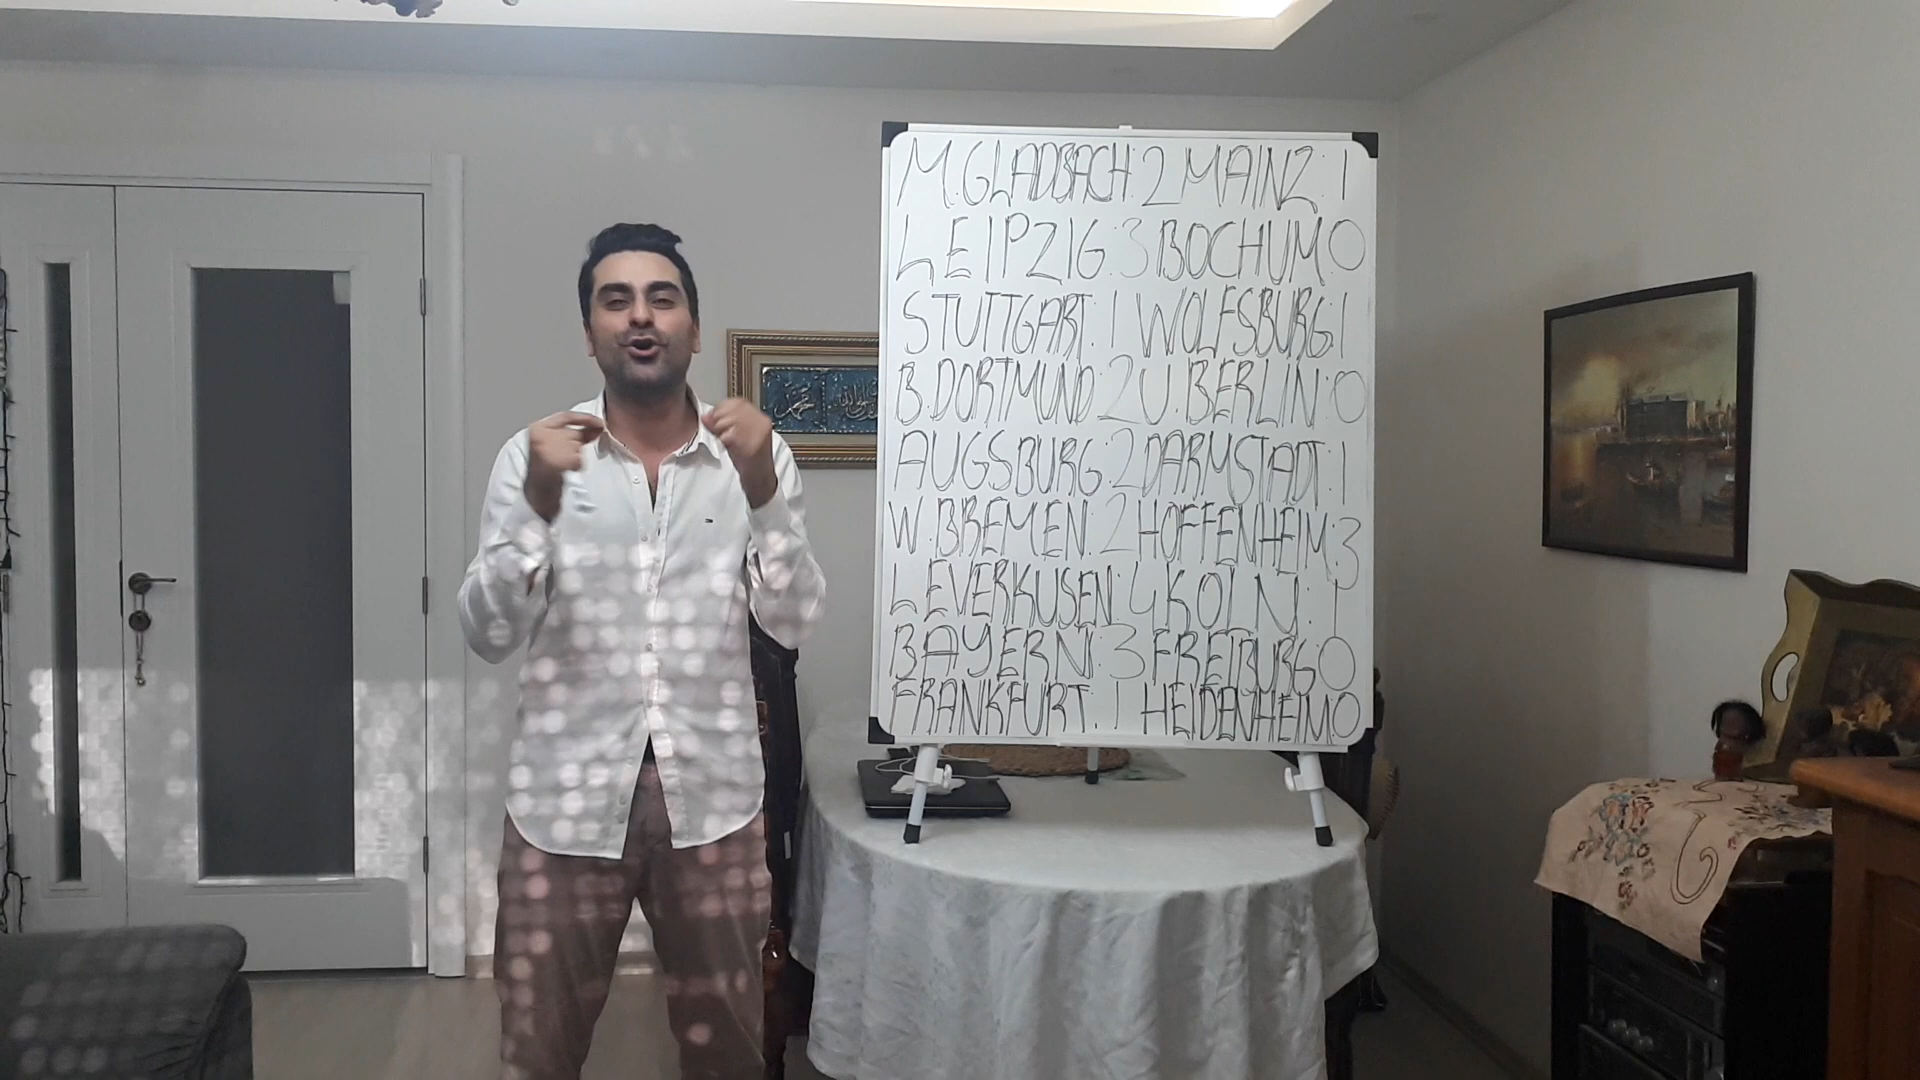 M.GLADBACH:2 MAINZ:1
LEIPZIG:3 BOCHUM:0
STUTTGART:1 WOLFSBURG:1
B.DORTMUND:2 U.BERLIN:0
AUGSBURG:2 DARMSTADT:1
W.BREMEN:2 HOFFENHEIM:3
LEVERKUSEN:4 KOLN:1
BAYERN:3 FREIBURG:0
FRANKFURT:1 HEIDENHEIM:0